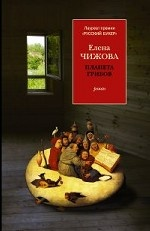 Лауреат премии
«РУССКИЙ БУКЕР»
Елена
ЧИЖОВА
ПЛАНЕТА
ГРИБОВ
роман